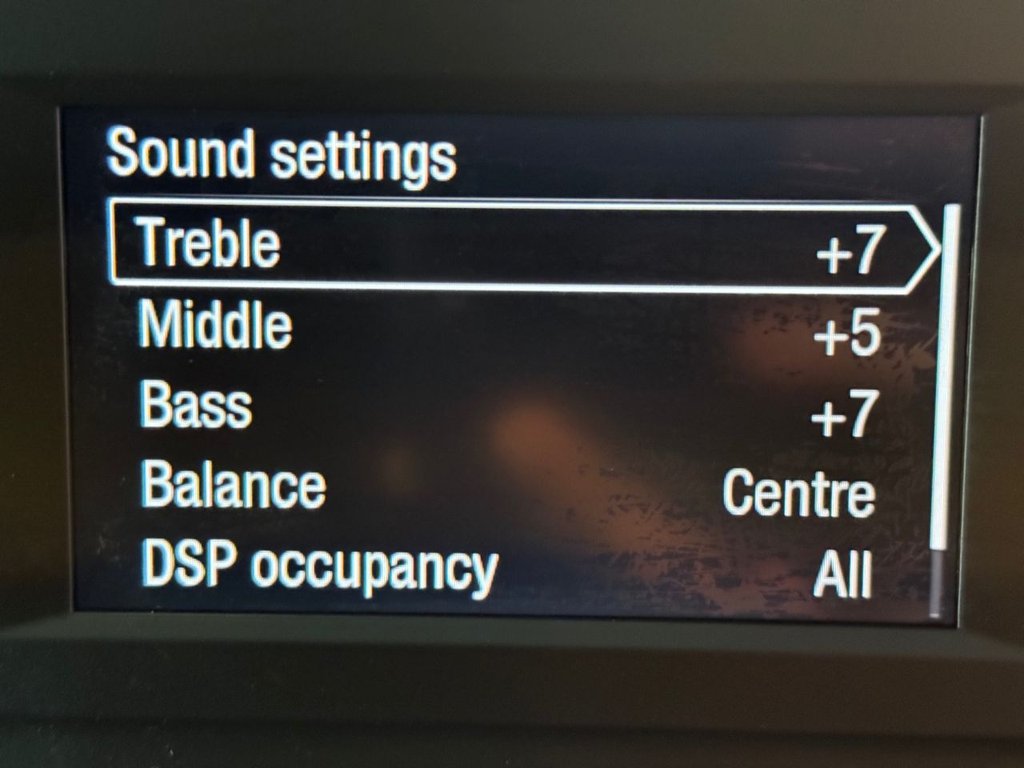 Sound settings
Treble +7
Middle +5
Bass +7
Balance Centre
DSP occupancy All